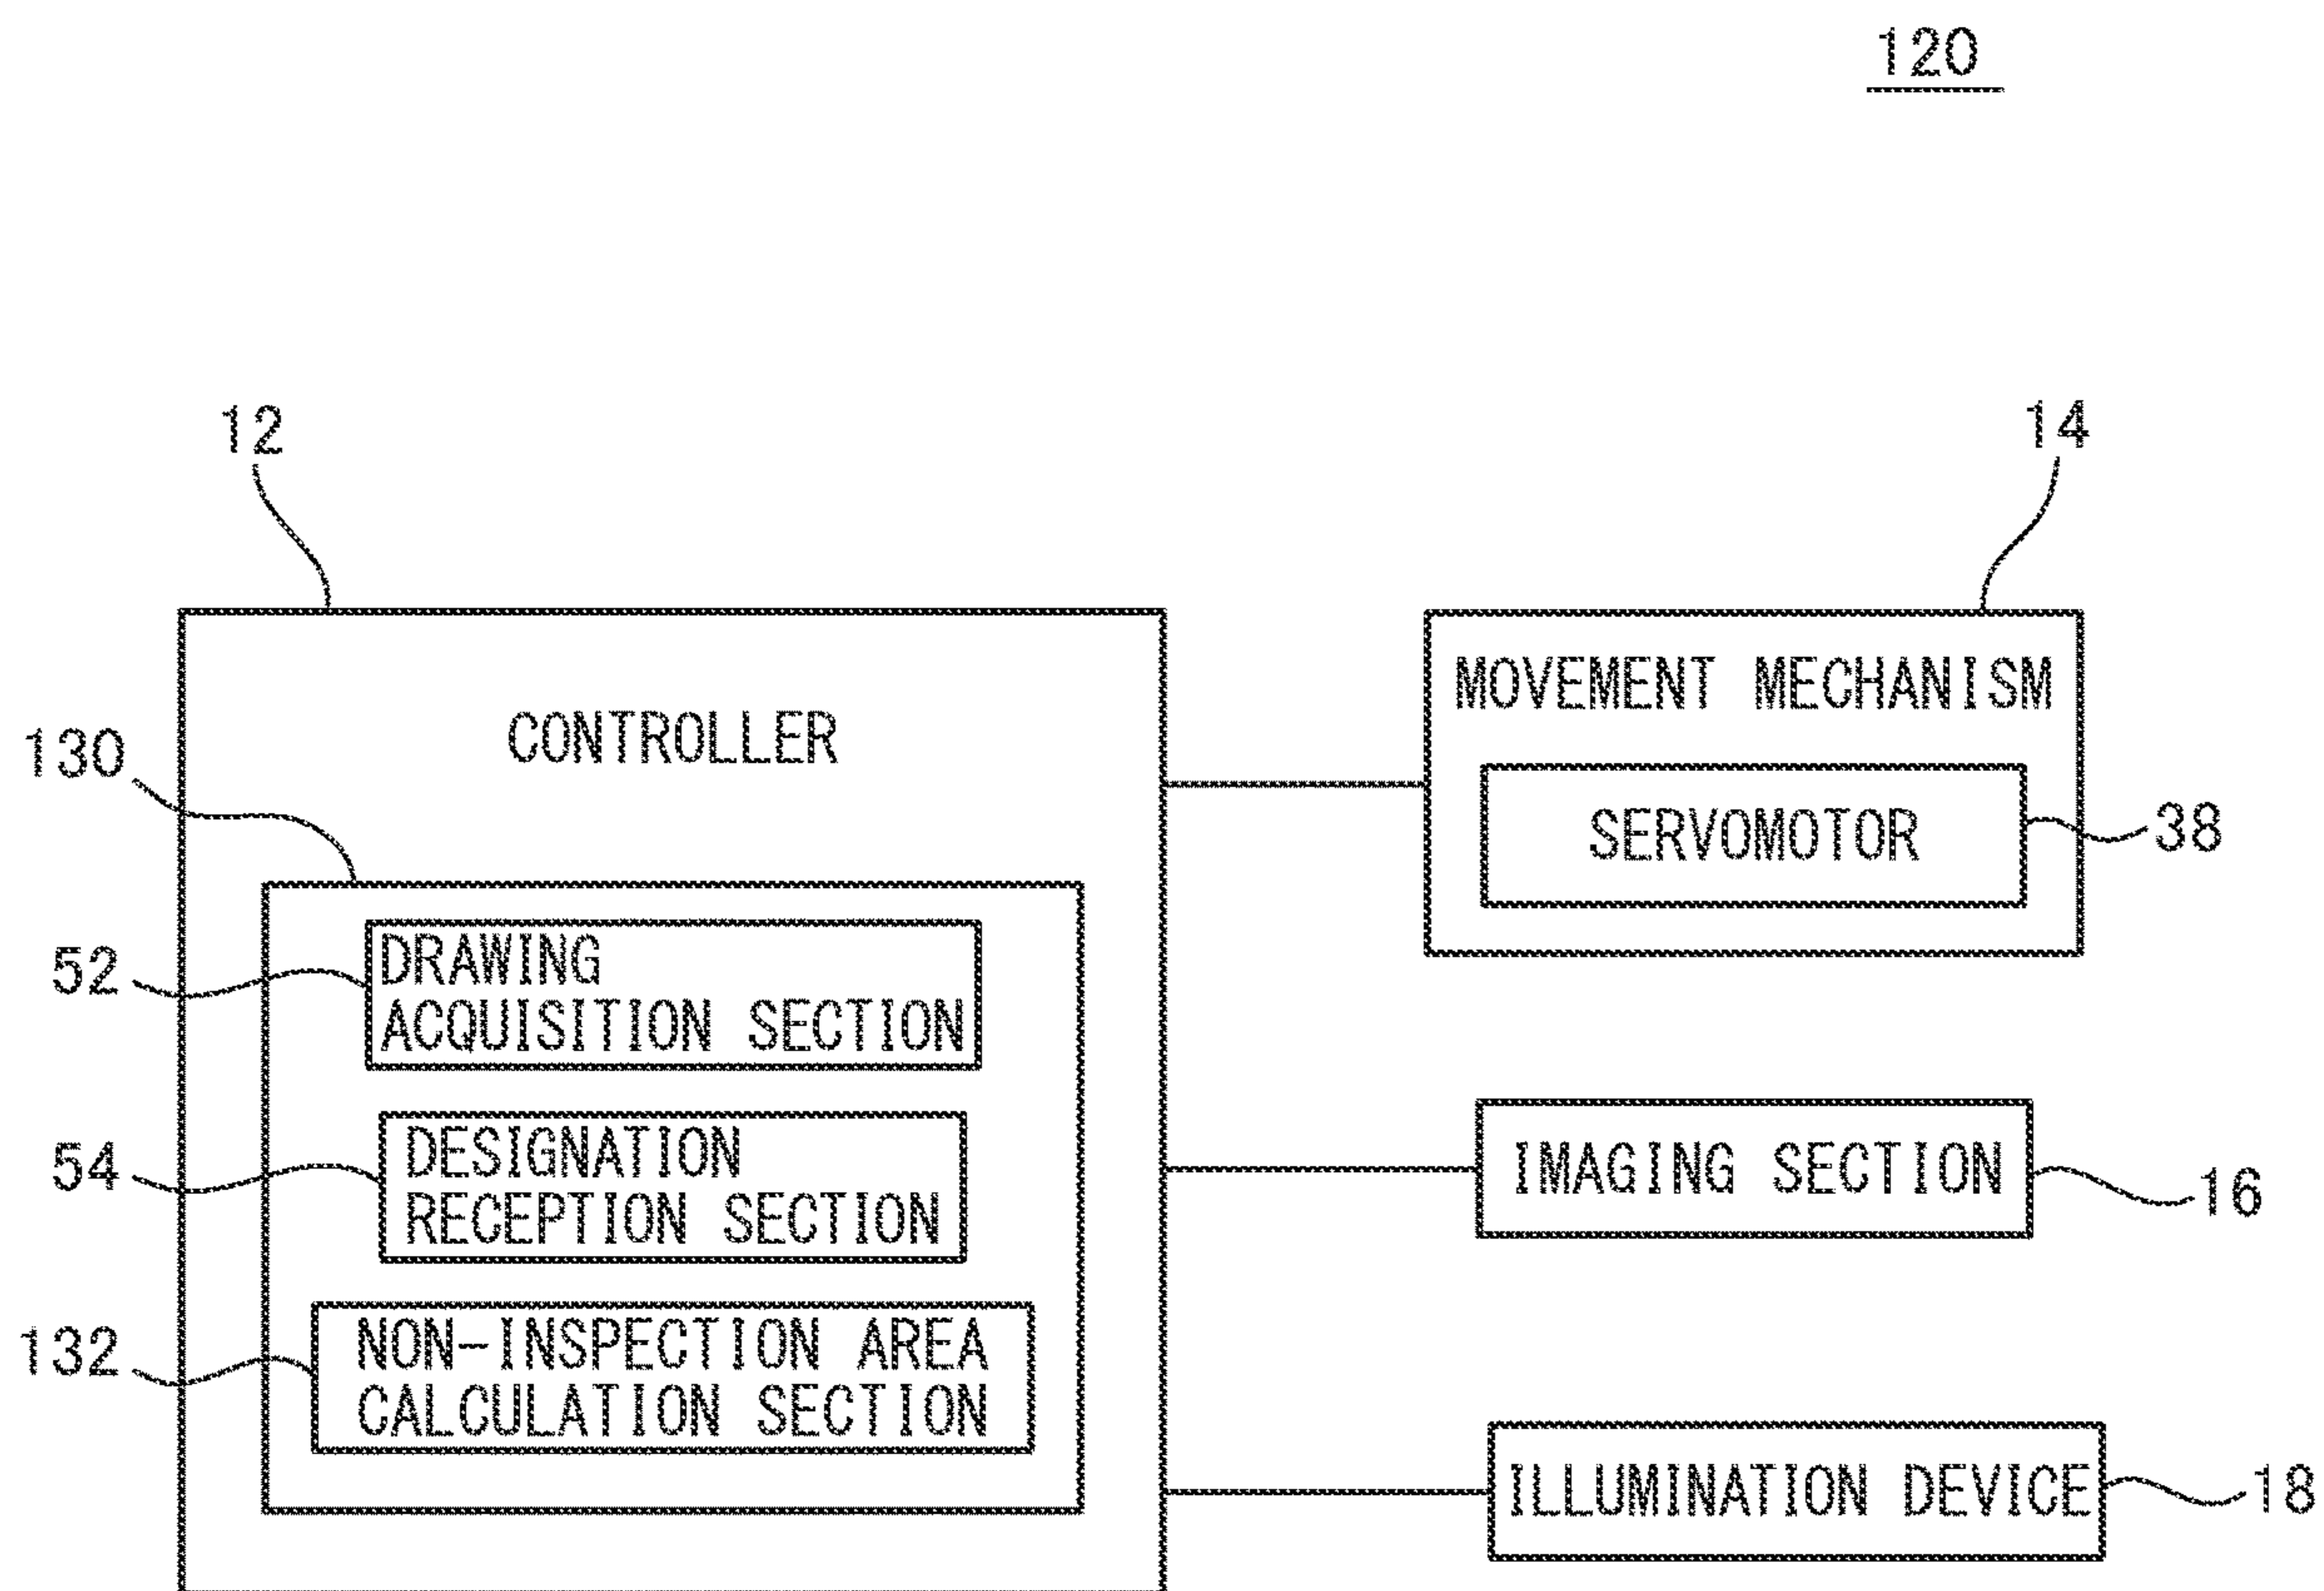 120
12
14
CONTROLLER
MOVEMENT MECHANISM
130
SERVOMOTOR
38
52
DRAWING
ACQUISITION SECTION
54
DESIGNATION
RECEPTION SECTION
IMAGING SECTION
16
132
NON-INSPECTION AREA
CALCULATION SECTION
ILLUMINATION DEVICE
18